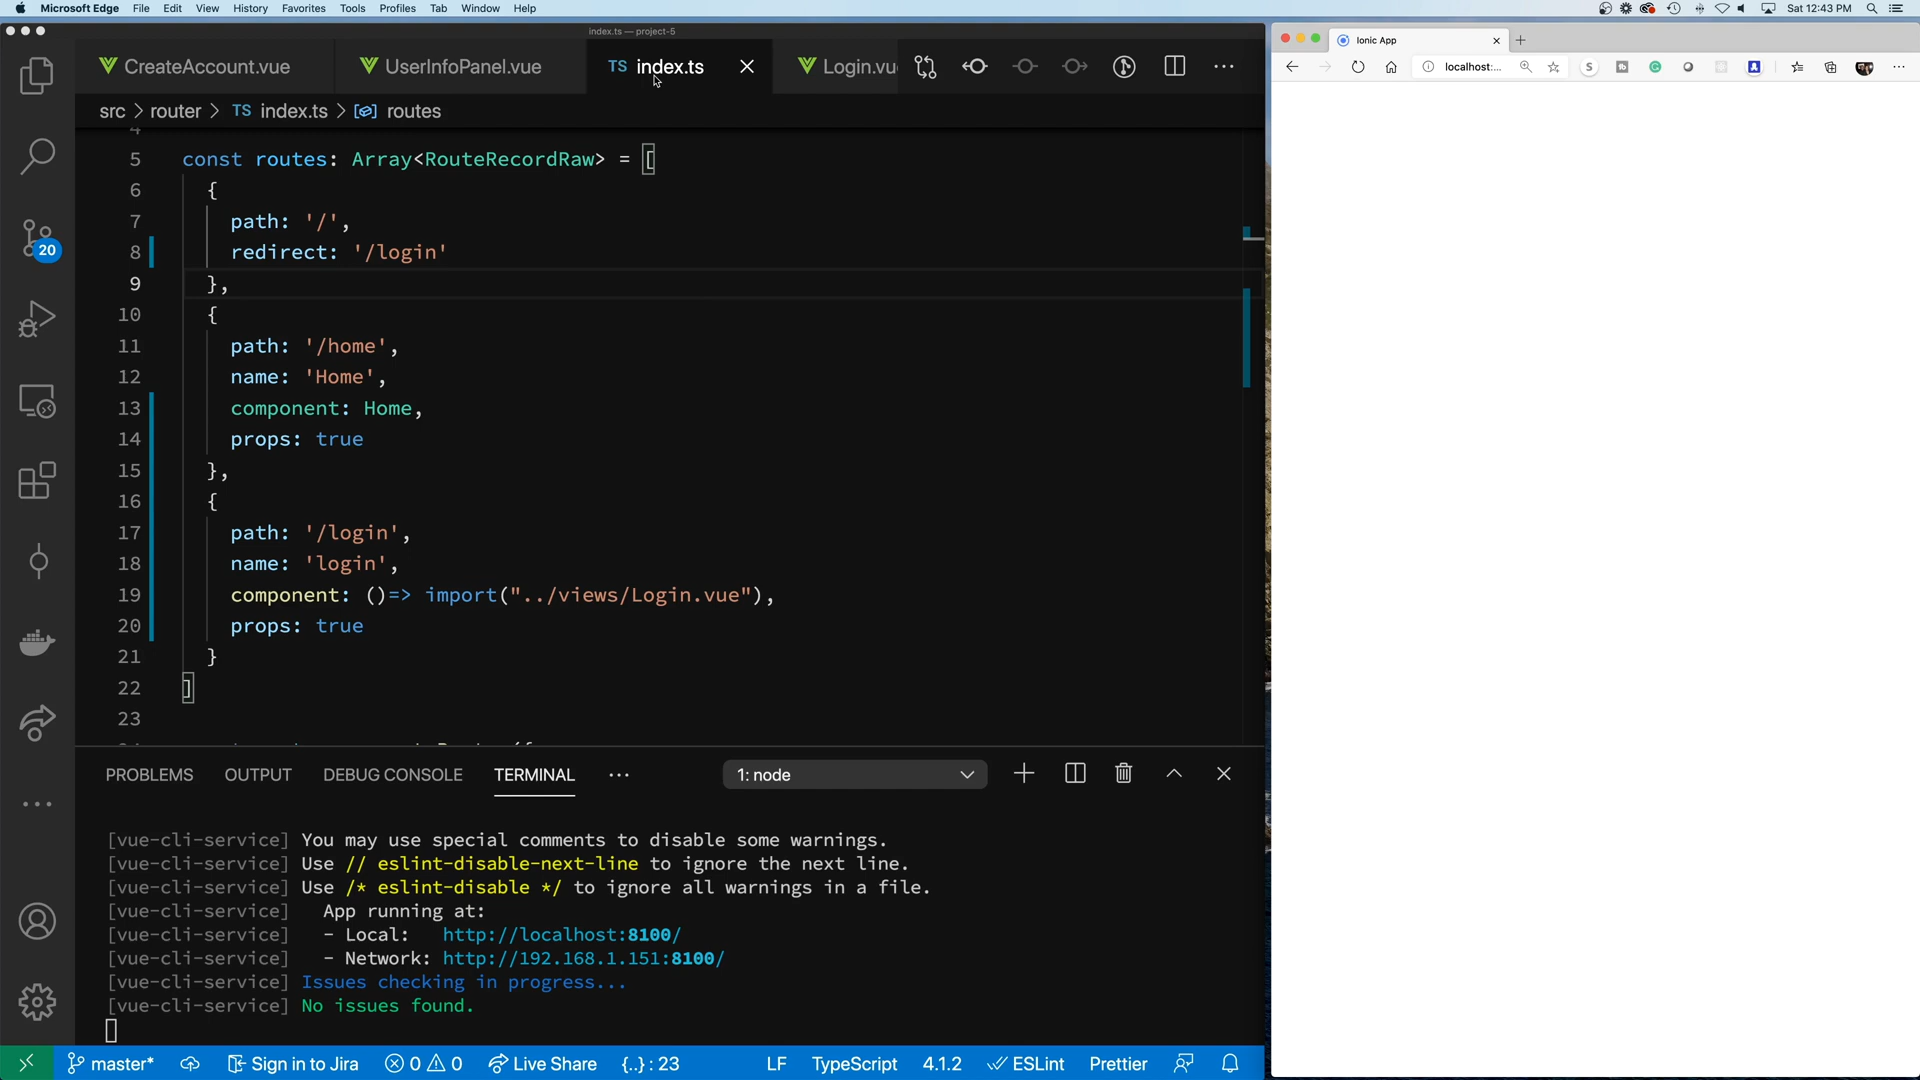 Microsoft Edge File Edit View History Favorites Tools Profiles Tab Window Help Sat 12:43 PM
index.ts — project-5
CreateAccount.vue UserInfoPanel.vue TS index.ts Login.vu
src router TS index.ts routes
4
5 const routes: Array<RouteRecordRaw> = [
6 {
7 path: '/',
8 redirect: '/login'
9 },
10 {
11 path: '/home',
12 name: 'Home',
13 component: Home,
14 props: true
15 },
16 {
17 path: '/login',
18 name: 'login',
19 component: ()=> import("../views/Login.vue"),
20 props: true
21 }
22 ]
23
20
PROBLEMS OUTPUT DEBUG CONSOLE TERMINAL 1: node
[vue-cli-service] You may use special comments to disable some warnings.
[vue-cli-service] Use // eslint-disable-next-line to ignore the next line.
[vue-cli-service] Use /* eslint-disable */ to ignore all warnings in a file.
[vue-cli-service] App running at:
[vue-cli-service] - Local: http://localhost:8100/
[vue-cli-service] - Network: http://192.168.1.151:8100/
[vue-cli-service] Issues checking in progress...
[vue-cli-service] No issues found.
master* Sign in to Jira 0 0 Live Share {..} : 23 LF TypeScript 4.1.2 ESLint Prettier
Ionic App
localhost:...